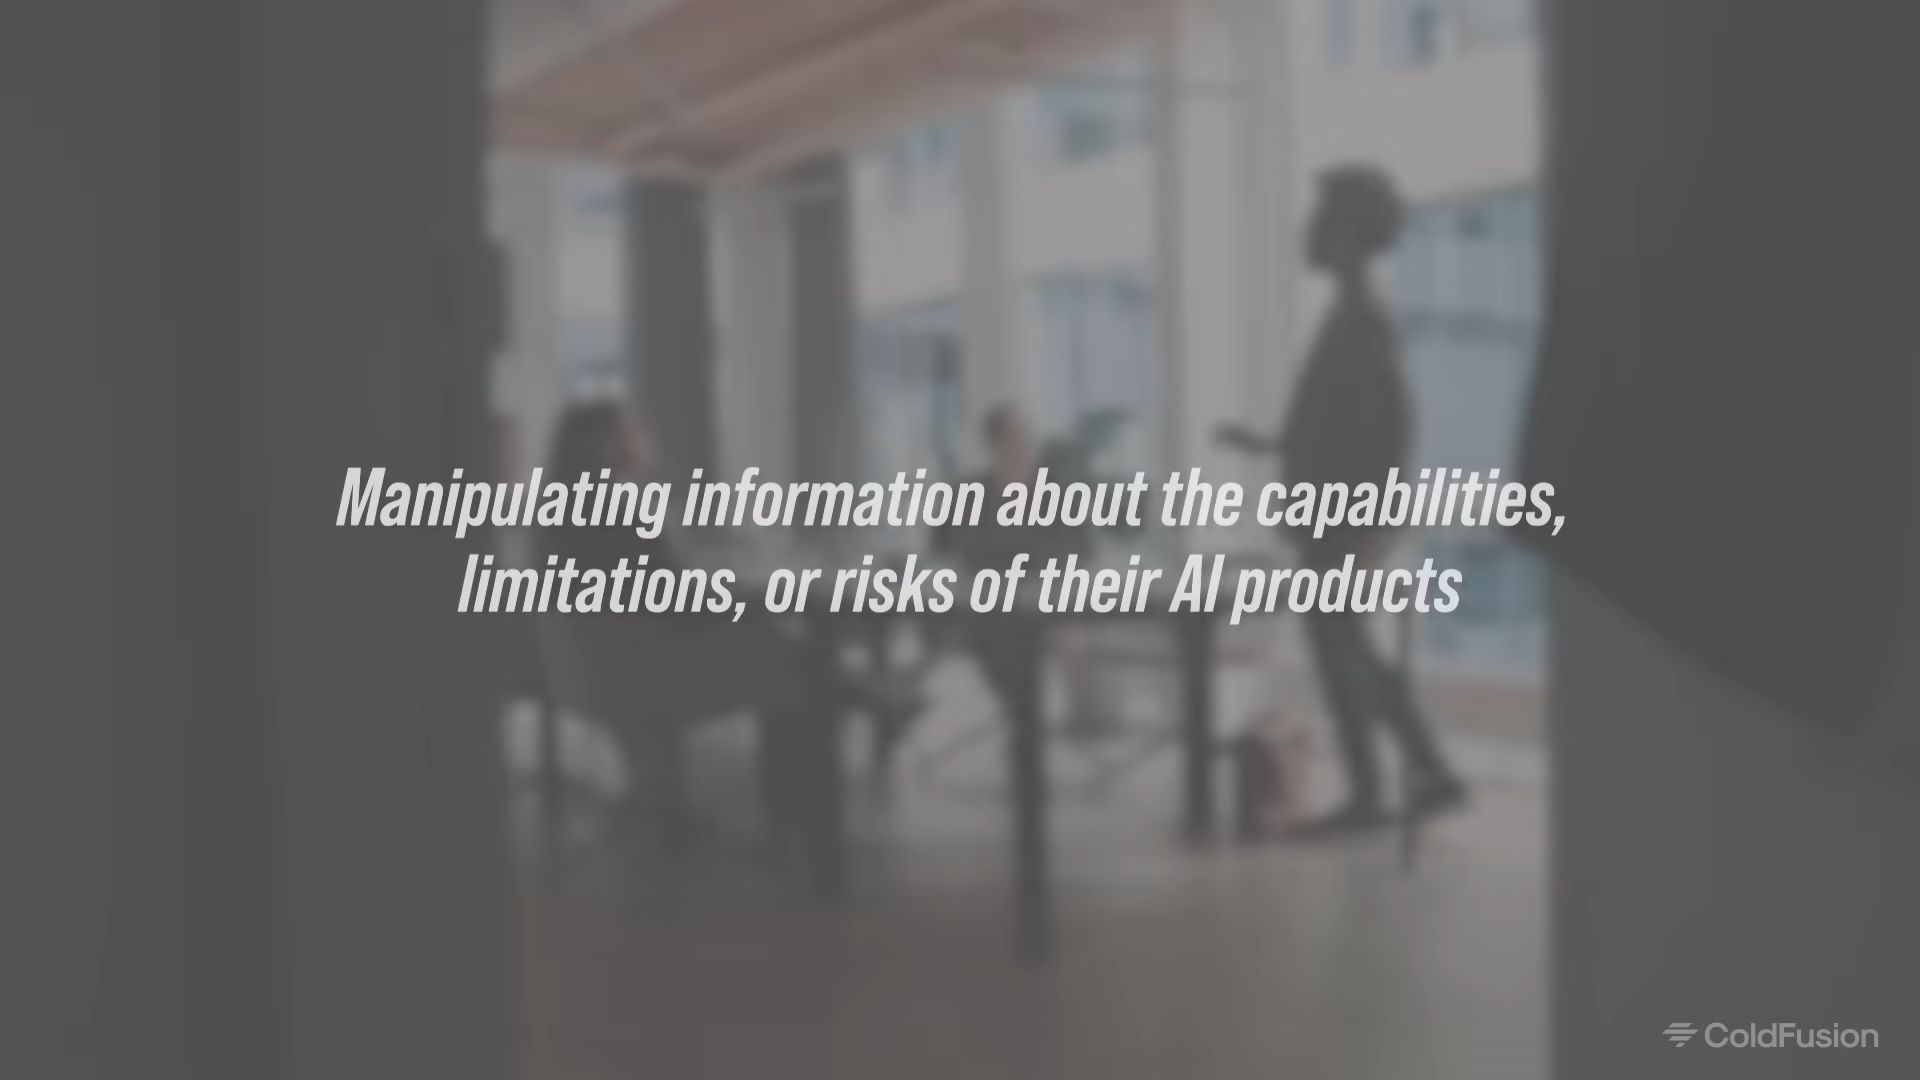 Manipulating information about the capabilities,
limitations, or risks of their AI products
ColdFusion